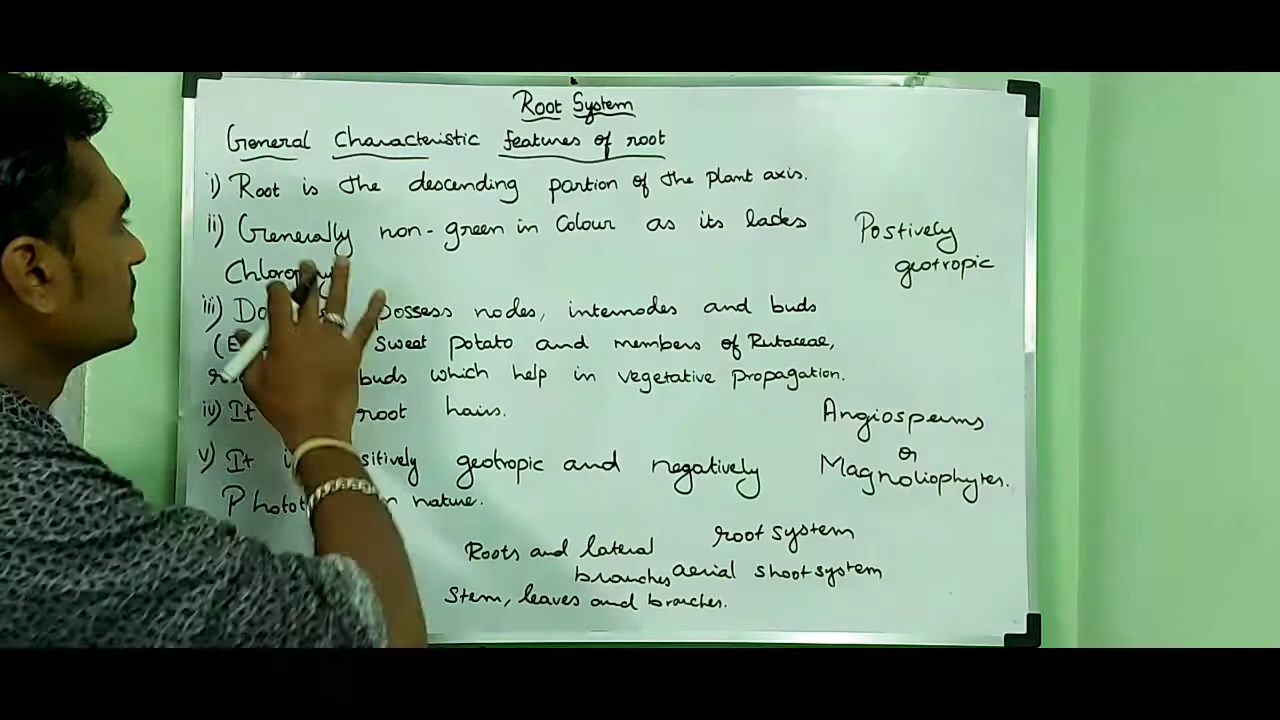 Root System
General Characteristic features of root
i) Root is the descending partion of the plant axis.
ii) Generally non-green in Colour as its lacks
Postively
geotropic
iii) possess nodes, internodes and buds
sweet potato and members of Rutaceae,
buds which help in vegetative propagation.
iv) It root hairs.
Angiosperms
or
Magnoliophytes.
v) It geotropic and negatively
nature.
root system
Roots and lateral
branches
aerial shoot system
Stem, leaves and branches.